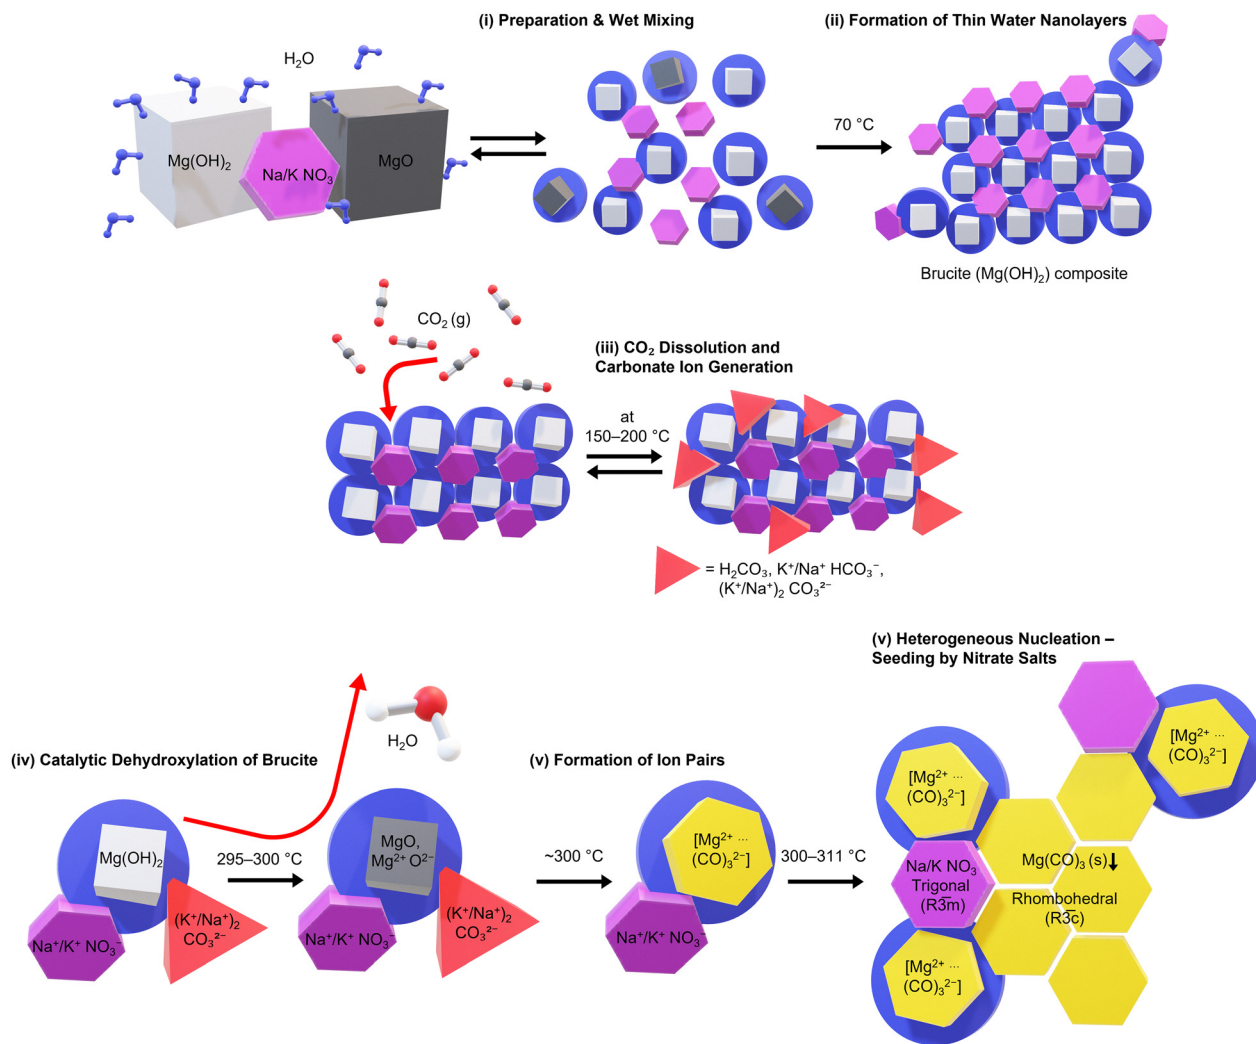 (i) Preparation & Wet Mixing
(ii) Formation of Thin Water Nanolayers
H₂O
Mg(OH)₂
Na/K NO₃
MgO
70 °C
Brucite (Mg(OH)₂) composite
CO₂ (g)
(iii) CO₂ Dissolution and
Carbonate Ion Generation
at
150–200 °C
= H₂CO₃, K⁺/Na⁺ HCO₃⁻,
(K⁺/Na⁺)₂ CO₃²⁻
(iv) Catalytic Dehydroxylation of Brucite
H₂O
Mg(OH)₂
Na⁺/K⁺ NO₃⁻
(K⁺/Na⁺)₂
CO₃²⁻
295–300 °C
MgO,
Mg²⁺ O²⁻
Na⁺/K⁺ NO₃⁻
(K⁺/Na⁺)₂
CO₃²⁻
~300 °C
(v) Formation of Ion Pairs
[Mg²⁺ ...
(CO)₃²⁻]
Na⁺/K⁺ NO₃⁻
300–311 °C
(v) Heterogeneous Nucleation –
Seeding by Nitrate Salts
[Mg²⁺ ...
(CO)₃²⁻]
[Mg²⁺ ...
(CO)₃²⁻]
Na/K NO₃
Trigonal
(R3̅m)
Mg(CO)₃ (s)↓
Rhombohedral
(R3̅c)
[Mg²⁺ ...
(CO)₃²⁻]